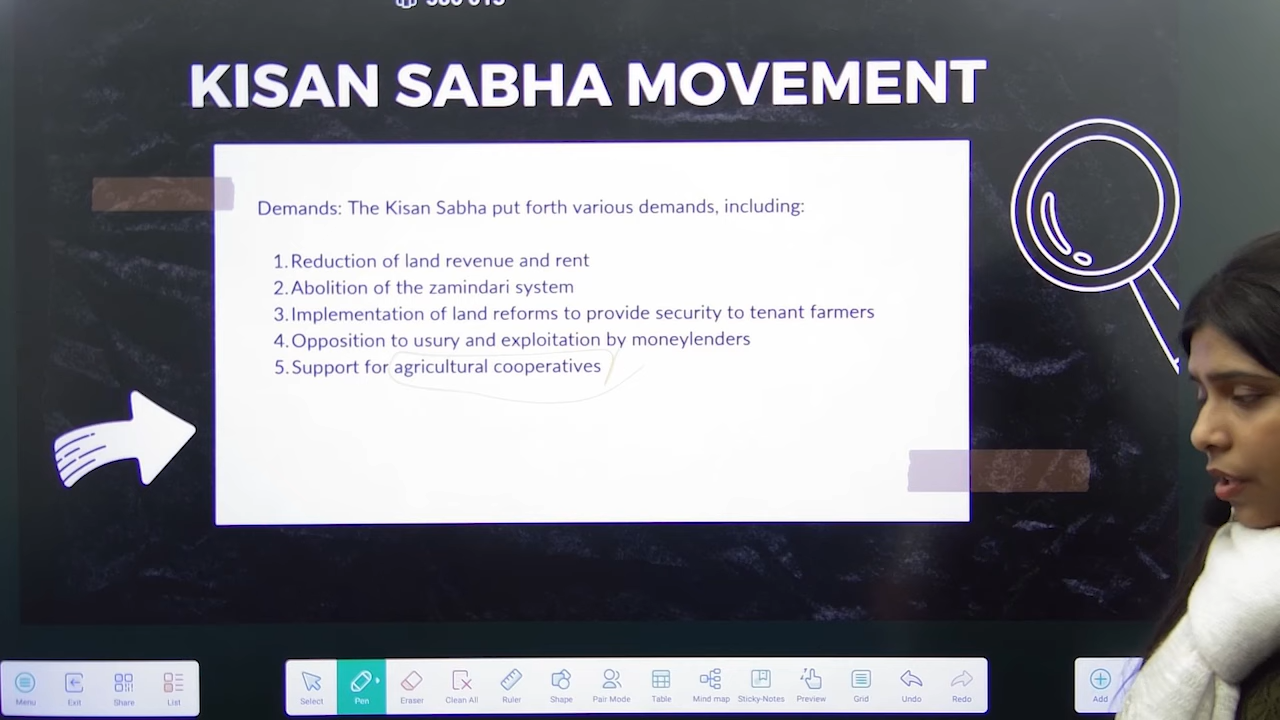 KISAN SABHA MOVEMENT
Demands: The Kisan Sabha put forth various demands, including:
1. Reduction of land revenue and rent
2. Abolition of the zamindari system
3. Implementation of land reforms to provide security to tenant farmers
4. Opposition to usury and exploitation by moneylenders
5. Support for agricultural cooperatives
Menu Exit Share List Select Pen Eraser Clean All Ruler Shape Pair Mode Table Mind map Sticky-Notes Preview Grid Undo Redo Add